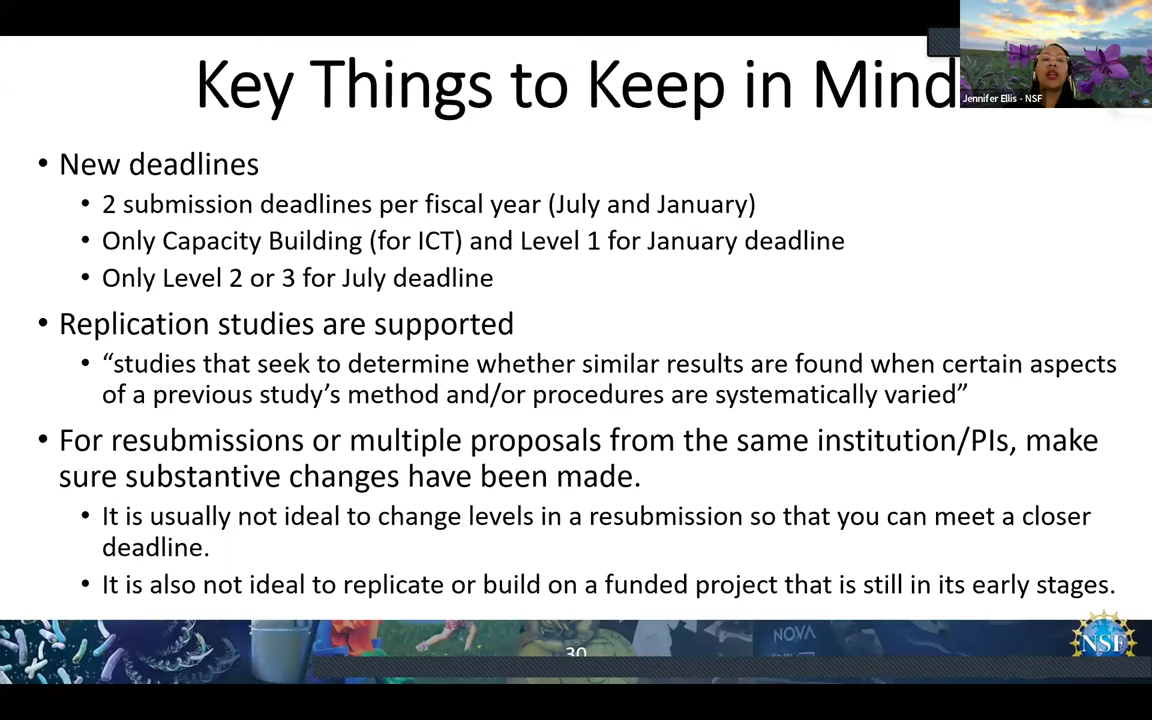 Key Things to Keep in Mind
Jennifer Ellis - NSF
• New deadlines
• 2 submission deadlines per fiscal year (July and January)
• Only Capacity Building (for ICT) and Level 1 for January deadline
• Only Level 2 or 3 for July deadline
• Replication studies are supported
• “studies that seek to determine whether similar results are found when certain aspects
of a previous study’s method and/or procedures are systematically varied”
• For resubmissions or multiple proposals from the same institution/PIs, make
sure substantive changes have been made.
• It is usually not ideal to change levels in a resubmission so that you can meet a closer
deadline.
• It is also not ideal to replicate or build on a funded project that is still in its early stages.
NOVA
30
NSF